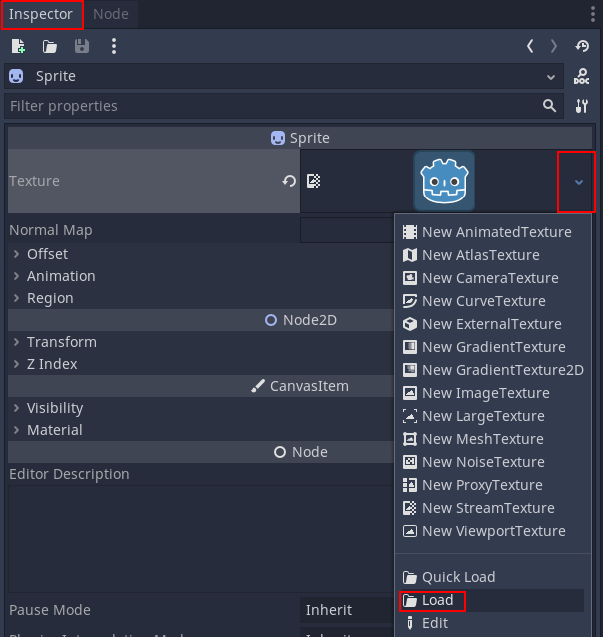 Inspector Node
Sprite
DOC
Filter properties
Sprite
Texture
Normal Map
Offset
Animation
Region
Node2D
Transform
Z Index
CanvasItem
Visibility
Material
Node
Editor Description
Pause Mode Inherit
New AnimatedTexture
New AtlasTexture
New CameraTexture
New CurveTexture
New ExternalTexture
New GradientTexture
New GradientTexture2D
New ImageTexture
New LargeTexture
New MeshTexture
New NoiseTexture
New ProxyTexture
New StreamTexture
New ViewportTexture
Quick Load
Load
Edit